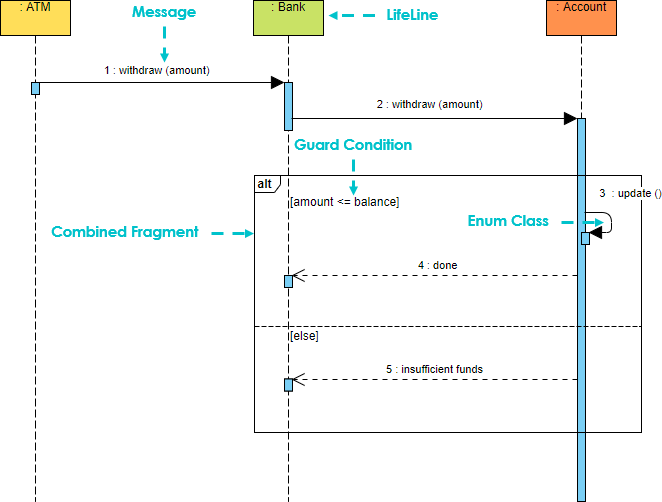 : ATM
Message
: Bank
LifeLine
: Account
1 : withdraw (amount)
2 : withdraw (amount)
Guard Condition
alt
[amount <= balance]
3 : update ()
Enum Class
Combined Fragment
4 : done
[else]
5 : insufficient funds